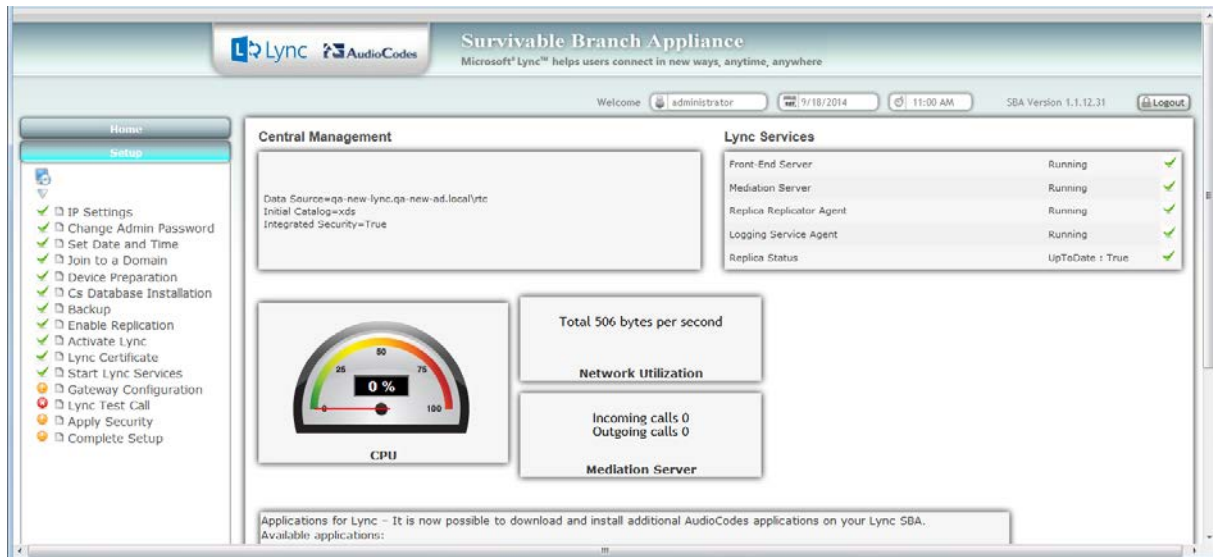 Lync AudioCodes
Survivable Branch Appliance
Microsoft® Lync™ helps users connect in new ways, anytime, anywhere
Welcome administrator 9/18/2014 11:00 AM SBA Version 1.1.12.31 Logout
Home
Setup
IP Settings
Change Admin Password
Set Date and Time
Join to a Domain
Device Preparation
Cs Database Installation
Backup
Enable Replication
Activate Lync
Lync Certificate
Start Lync Services
Gateway Configuration
Lync Test Call
Apply Security
Complete Setup
Central Management
Data Source=qa-new-lync.qa-new-ad.local\rtc
Initial Catalog=xds
Integrated Security=True
Lync Services
Front-End Server Running
Mediation Server Running
Replica Replicator Agent Running
Logging Service Agent Running
Replica Status UpToDate : True
0 25 50 75 100
0 %
CPU
Total 506 bytes per second
Network Utilization
Incoming calls 0
Outgoing calls 0
Mediation Server
Applications for Lync - It is now possible to download and install additional AudioCodes applications on your Lync SBA.
Available applications: